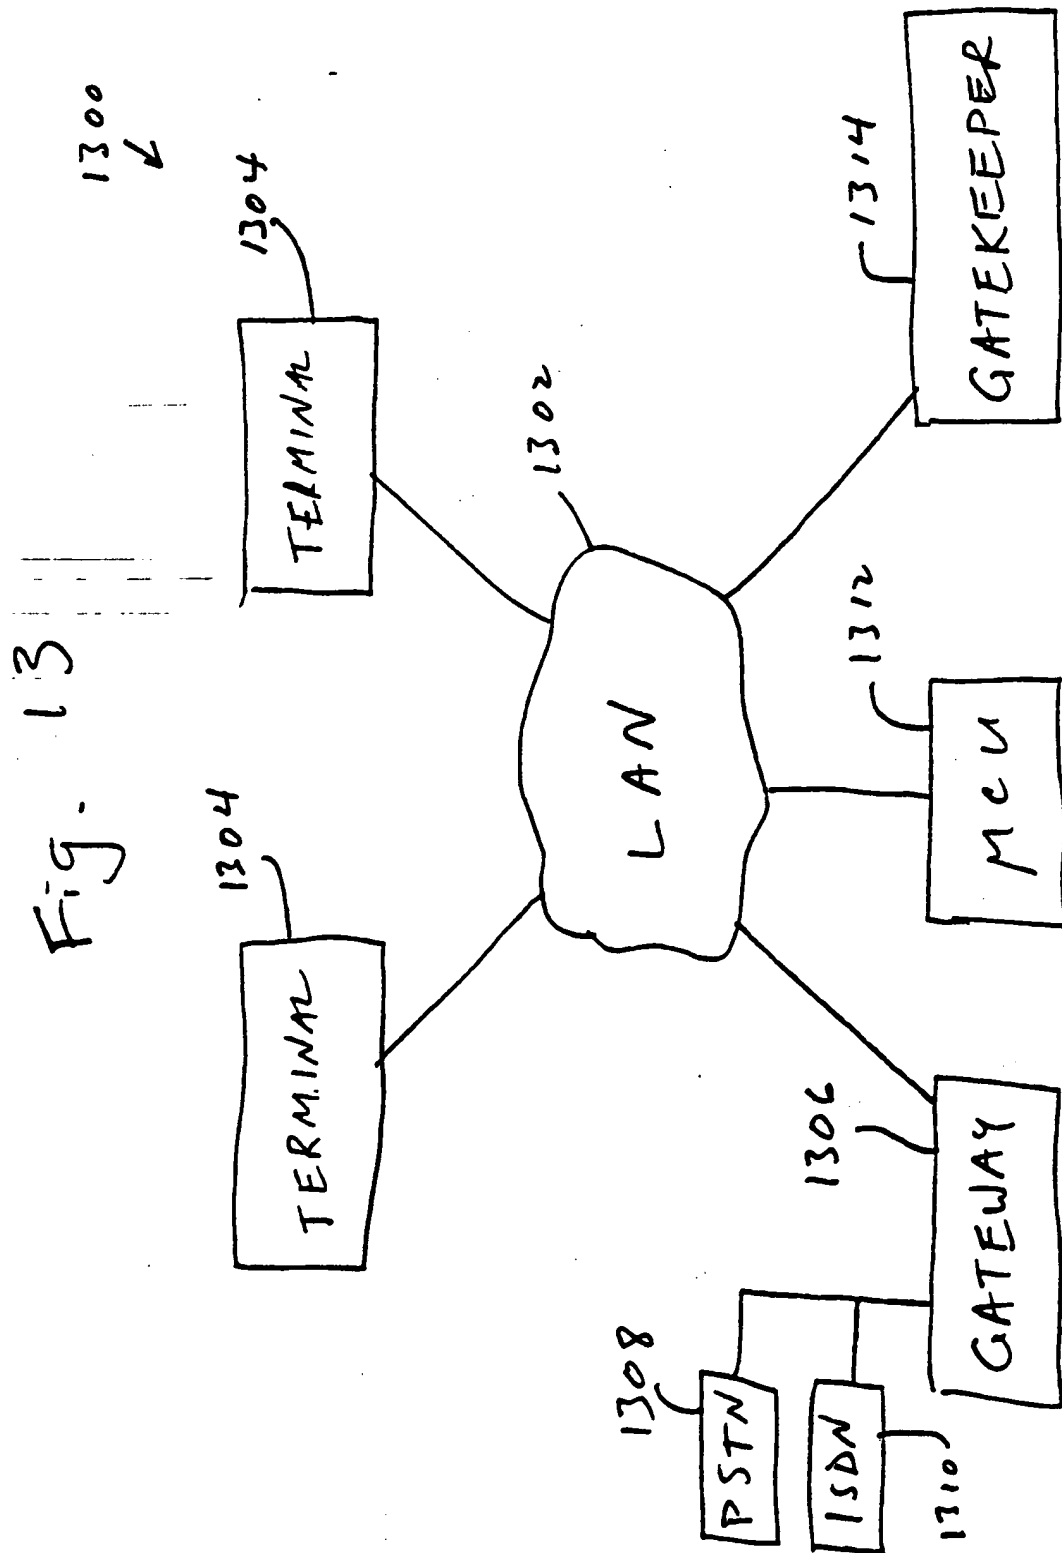 Fig. 13
1300
1304
TERMINAL
1304
TERMINAL
1302
LAN
1306
GATEWAY
1308
PSTN
ISDN
1310
1312
MCU
1314
GATEKEEPER